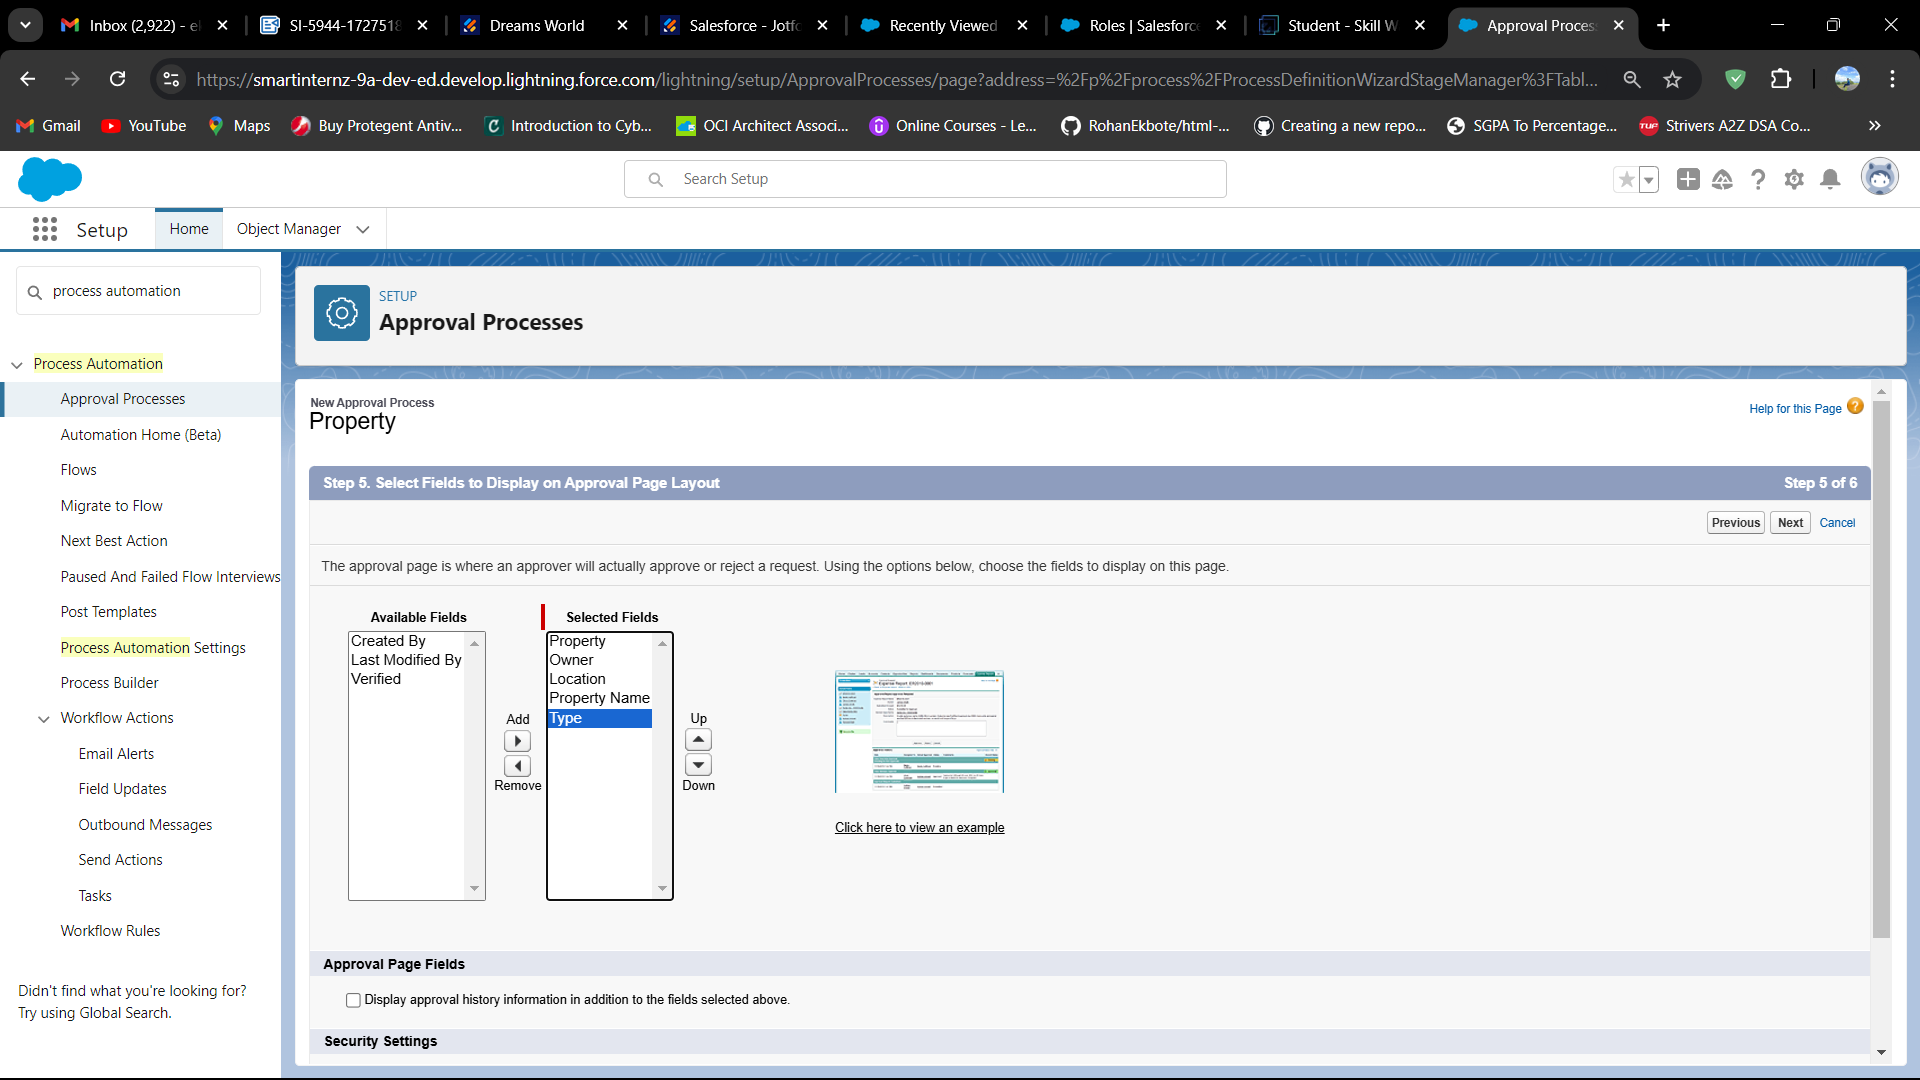 Inbox (2,922) - el
SI-5944-1727518
Dreams World
Salesforce - Jotfo
Recently Viewed
Roles | Salesforce
Student - Skill W
Approval Proces
https://smartinternz-9a-dev-ed.develop.lightning.force.com/lightning/setup/ApprovalProcesses/page?address=%2Fp%2Fprocess%2FProcessDefinitionWizardStageManager%3FTabl...
Gmail
YouTube
Maps
Buy Protegent Antiv...
Introduction to Cyb...
OCI Architect Associ...
Online Courses - Le...
RohanEkbote/html-...
Creating a new repo...
SGPA To Percentage...
Strivers A2Z DSA Co...
Search Setup
Setup
Home
Object Manager
process automation
Process Automation
Approval Processes
Automation Home (Beta)
Flows
Migrate to Flow
Next Best Action
Paused And Failed Flow Interviews
Post Templates
Process Automation Settings
Process Builder
Workflow Actions
Email Alerts
Field Updates
Outbound Messages
Send Actions
Tasks
Workflow Rules
Didn't find what you're looking for?
Try using Global Search.
SETUP
Approval Processes
New Approval Process
Property
Help for this Page
Step 5. Select Fields to Display on Approval Page Layout
Step 5 of 6
Previous
Next
Cancel
The approval page is where an approver will actually approve or reject a request. Using the options below, choose the fields to display on this page.
Available Fields
Created By
Last Modified By
Verified
Add
Remove
Selected Fields
Property
Owner
Location
Property Name
Type
Up
Down
Click here to view an example
Approval Page Fields
Display approval history information in addition to the fields selected above.
Security Settings